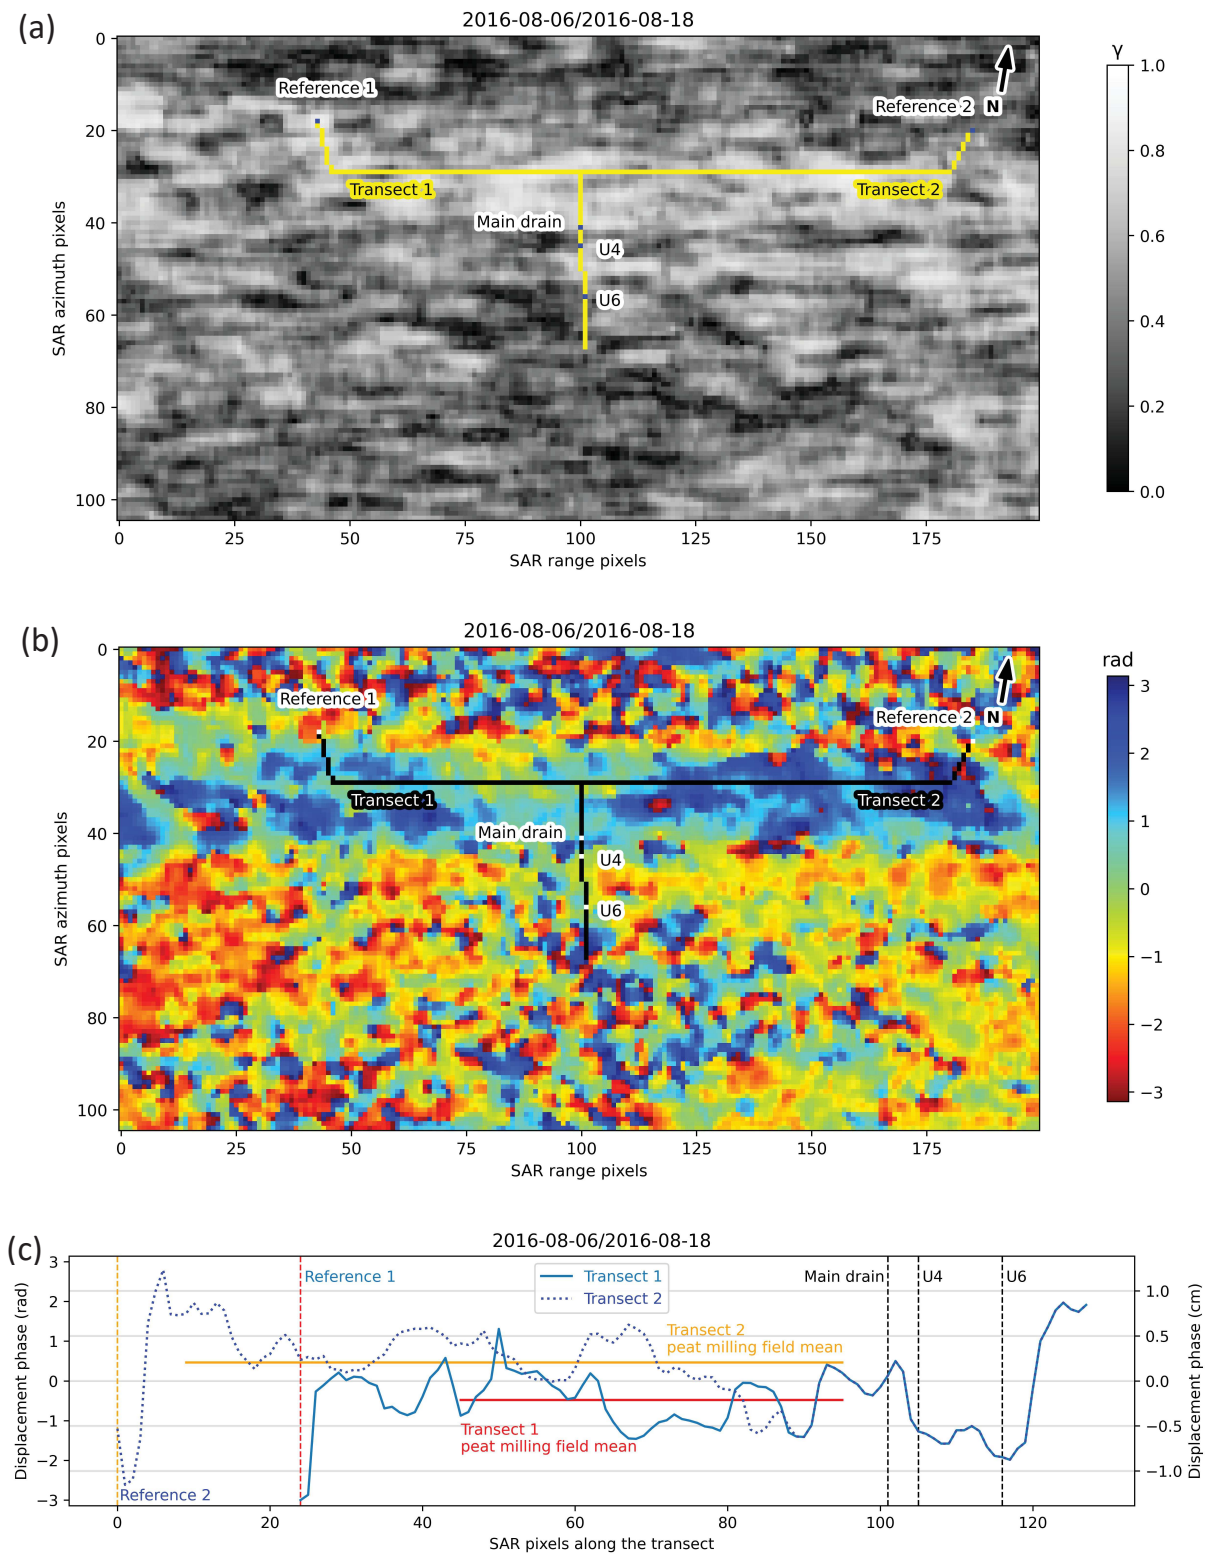 (a)
2016-08-06/2016-08-18
γ
Reference 1
Reference 2
N
Transect 1
Transect 2
Main drain
U4
U6
0
20
40
60
80
100
SAR azimuth pixels
0 25 50 75 100 125 150 175
SAR range pixels
1.0
0.8
0.6
0.4
0.2
0.0
(b)
2016-08-06/2016-08-18
rad
Reference 1
Reference 2
N
Transect 1
Transect 2
Main drain
U4
U6
0
20
40
60
80
100
SAR azimuth pixels
0 25 50 75 100 125 150 175
SAR range pixels
3
2
1
0
−1
−2
−3
(c)
2016-08-06/2016-08-18
Reference 1
Transect 1
Transect 2
Main drain
U4
U6
Transect 2
peat milling field mean
Transect 1
peat milling field mean
Reference 2
3
2
1
0
−1
−2
−3
Displacement phase (rad)
1.0
0.5
0.0
−0.5
−1.0
Displacement phase (cm)
0 20 40 60 80 100 120
SAR pixels along the transect